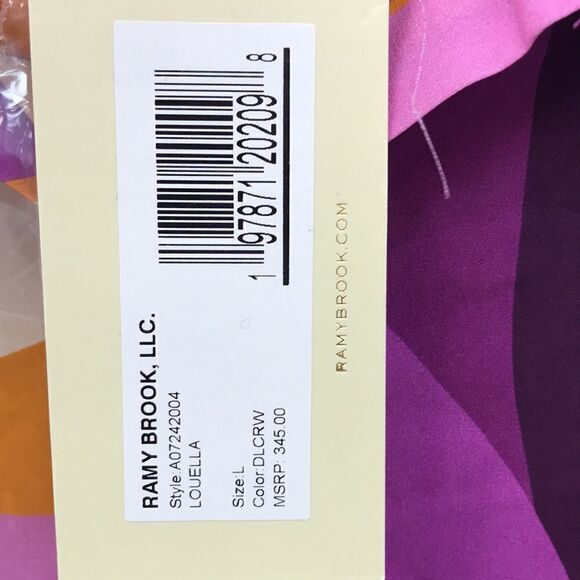 1 97871 20209 8
RAMY BROOK, LLC.
Style:A07242004
LOUELLA
Size:L
Color:DLCRW
MSRP: 345.00
RAMYBROOK.COM